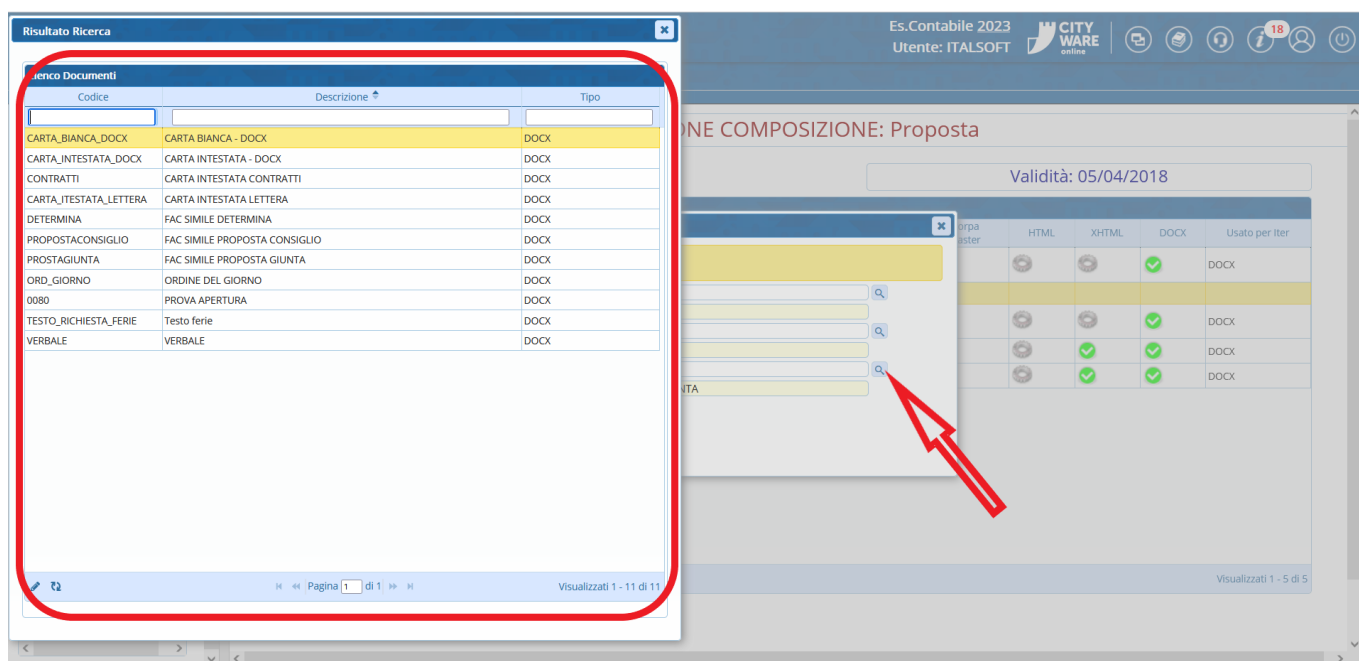 Risultato Ricerca
Es.Contabile 2023
Utente: ITALSOFT
CITY
WARE
online
18
Elenco Documenti
Codice Descrizione Tipo
CARTA_BIANCA_DOCX CARTA BIANCA - DOCX DOCX
CARTA_INTESTATA_DOCX CARTA INTESTATA - DOCX DOCX
CONTRATTI CARTA INTESTATA CONTRATTI DOCX
CARTA_ITESTATA_LETTERA CARTA INTESTATA LETTERA DOCX
DETERMINA FAC SIMILE DETERMINA DOCX
PROPOSTACONSIGLIO FAC SIMILE PROPOSTA CONSIGLIO DOCX
PROSTAGIUNTA FAC SIMILE PROPOSTA GIUNTA DOCX
ORD_GIORNO ORDINE DEL GIORNO DOCX
0080 PROVA APERTURA DOCX
TESTO_RICHIESTA_FERIE Testo ferie DOCX
VERBALE VERBALE DOCX
Pagina 1 di 1
Visualizzati 1 - 11 di 11
NE COMPOSIZIONE: Proposta
Validità: 05/04/2018
HTML XHTML DOCX Usato per Iter
DOCX
DOCX
DOCX
DOCX
Visualizzati 1 - 5 di 5